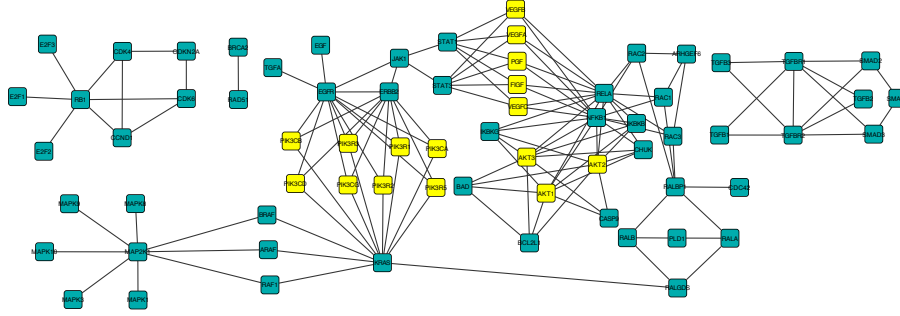 VEGFB
E2F3
CDK4
CDKN2A
BRCA2
EGF
JAK1
STAT1
VEGFA
RAC2
ARHGEF6
TGFA
PGF
TGFB3
TGFBR1
SMAD2
E2F1
RB1
CDK6
RAD51
EGFR
ERBB2
STAT3
FIGF
RELA
RAC1
TGFB2
VEGFC
NFKB1
IKBKB
IKBKG
CCND1
TGFB1
TGFBR2
SMAD3
E2F2
PIK3CB
PIK3R3
PIK3R1
PIK3CA
RAC3
CHUK
AKT3
AKT2
PIK3CD
PIK3CG
PIK3R2
PIK3R5
BAD
AKT1
RALBP1
CDC42
MAPK9
MAPK8
BRAF
CASP9
MAPK10
MAP2K1
ARAF
KRAS
BCL2L1
RALB
PLD1
RALA
MAPK3
MAPK1
RAF1
RALGDS